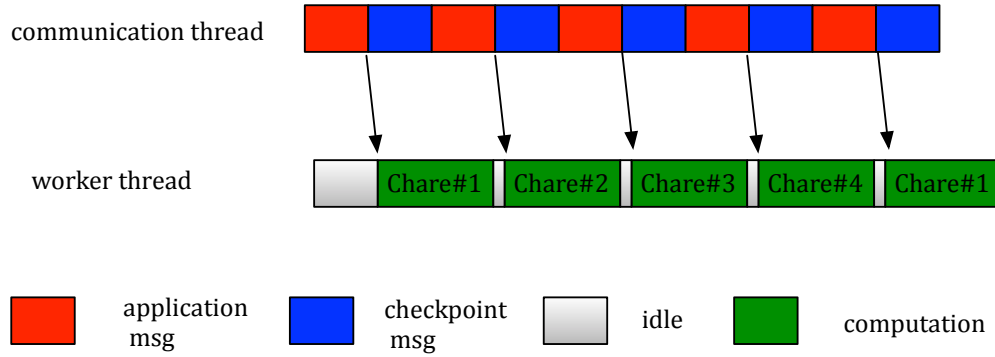 communication thread
worker thread
Chare#1
Chare#2
Chare#3
Chare#4
Chare#1
application
msg
checkpoint
msg
idle
computation